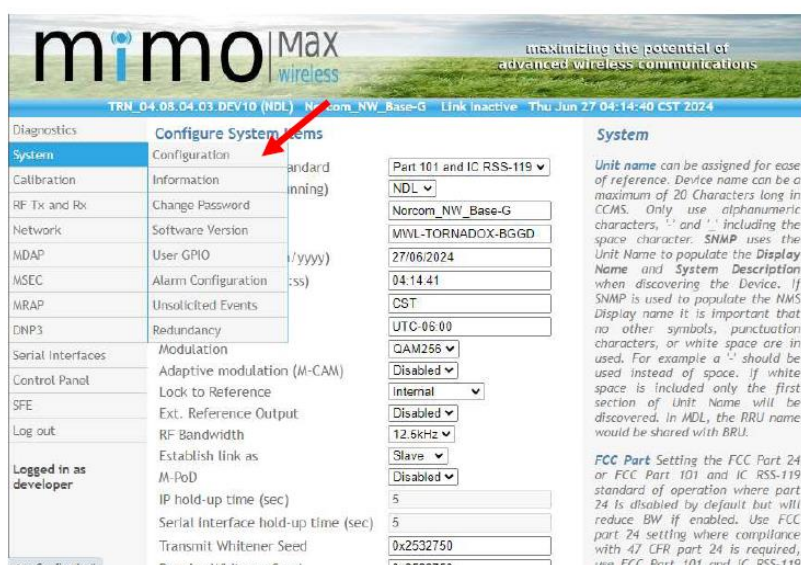 mimo Max
wireless
maximizing the potential of
advanced wireless communications
TRN_04.08.04.03.DEV10 (NDL) Norcom_NW_Base-G Link Inactive Thu Jun 27 04:14:40 CST 2024
Diagnostics
System
Calibration
RF Tx and Rx
Network
MDAP
MSEC
MRAP
DNP3
Serial Interfaces
Control Panel
SFE
Log out
Logged in as
developer
Configuration
Information
Change Password
Software Version
User GPIO
Alarm Configuration
Unsolicited Events
Redundancy
Configure System Items
Part 101 and IC RSS-119
NDL
Norcom_NW_Base-G
MWL-TORNADOX-BGGD
27/06/2024
04:14:41
CST
UTC-06:00
Modulation QAM256
Adaptive modulation (M-CAM) Disabled
Lock to Reference Internal
Ext. Reference Output Disabled
RF Bandwidth 12.5kHz
Establish link as Slave
M-PoD Disabled
IP hold-up time (sec) 5
Serial interface hold-up time (sec) 5
Transmit Whitener Seed 0x2532750
System
Unit name can be assigned for ease
of reference. Device name can be a
maximum of 20 Characters long in
CCMS. Only use alphanumeric
characters, '-' and '_' including the
space character. SNMP uses the
Unit Name to populate the Display
Name and System Description
when discovering the Device. If
SNMP is used to populate the NMS
Display name it is important that
no other symbols, punctuation
characters, or white space are in
used. For example a '-' should be
used instead of space. If white
space is included only the first
section of Unit Name will be
discovered. In MDL, the RRU name
would be shared with BRU.
FCC Part Setting the FCC Part 24
or FCC Part 101 and IC RSS-119
standard of operation where part
24 is disabled by default but will
reduce BW if enabled. Use FCC
part 24 setting where compliance
with 47 CFR part 24 is required,
use FCC Part 101 and IC RSS-119